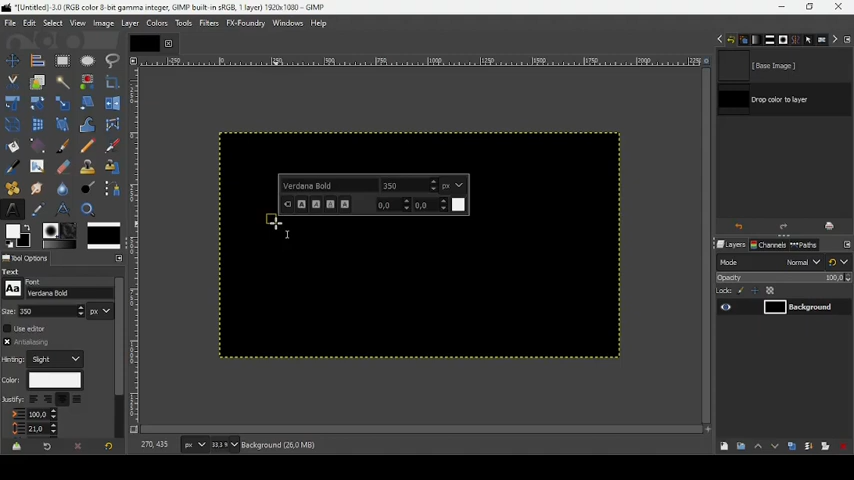 *[Untitled]-3.0 (RGB color 8-bit gamma integer, GIMP built-in sRGB, 1 layer) 1920x1080 – GIMP
File Edit Select View Image Layer Colors Tools Filters FX-Foundry Windows Help
[ Base Image ]
Drop color to layer
Verdana Bold 350 px
0,0 0,0
Tool Options
Text
Font
Aa Verdana Bold
Size: 350 px
Use editor
Antialiasing
Hinting: Slight
Color:
Justify:
100,0
21,0
Layers Channels Paths
Mode Normal
Opacity 100,0
Lock:
Background
270, 435 px 33,3 Background (26,0 MB)